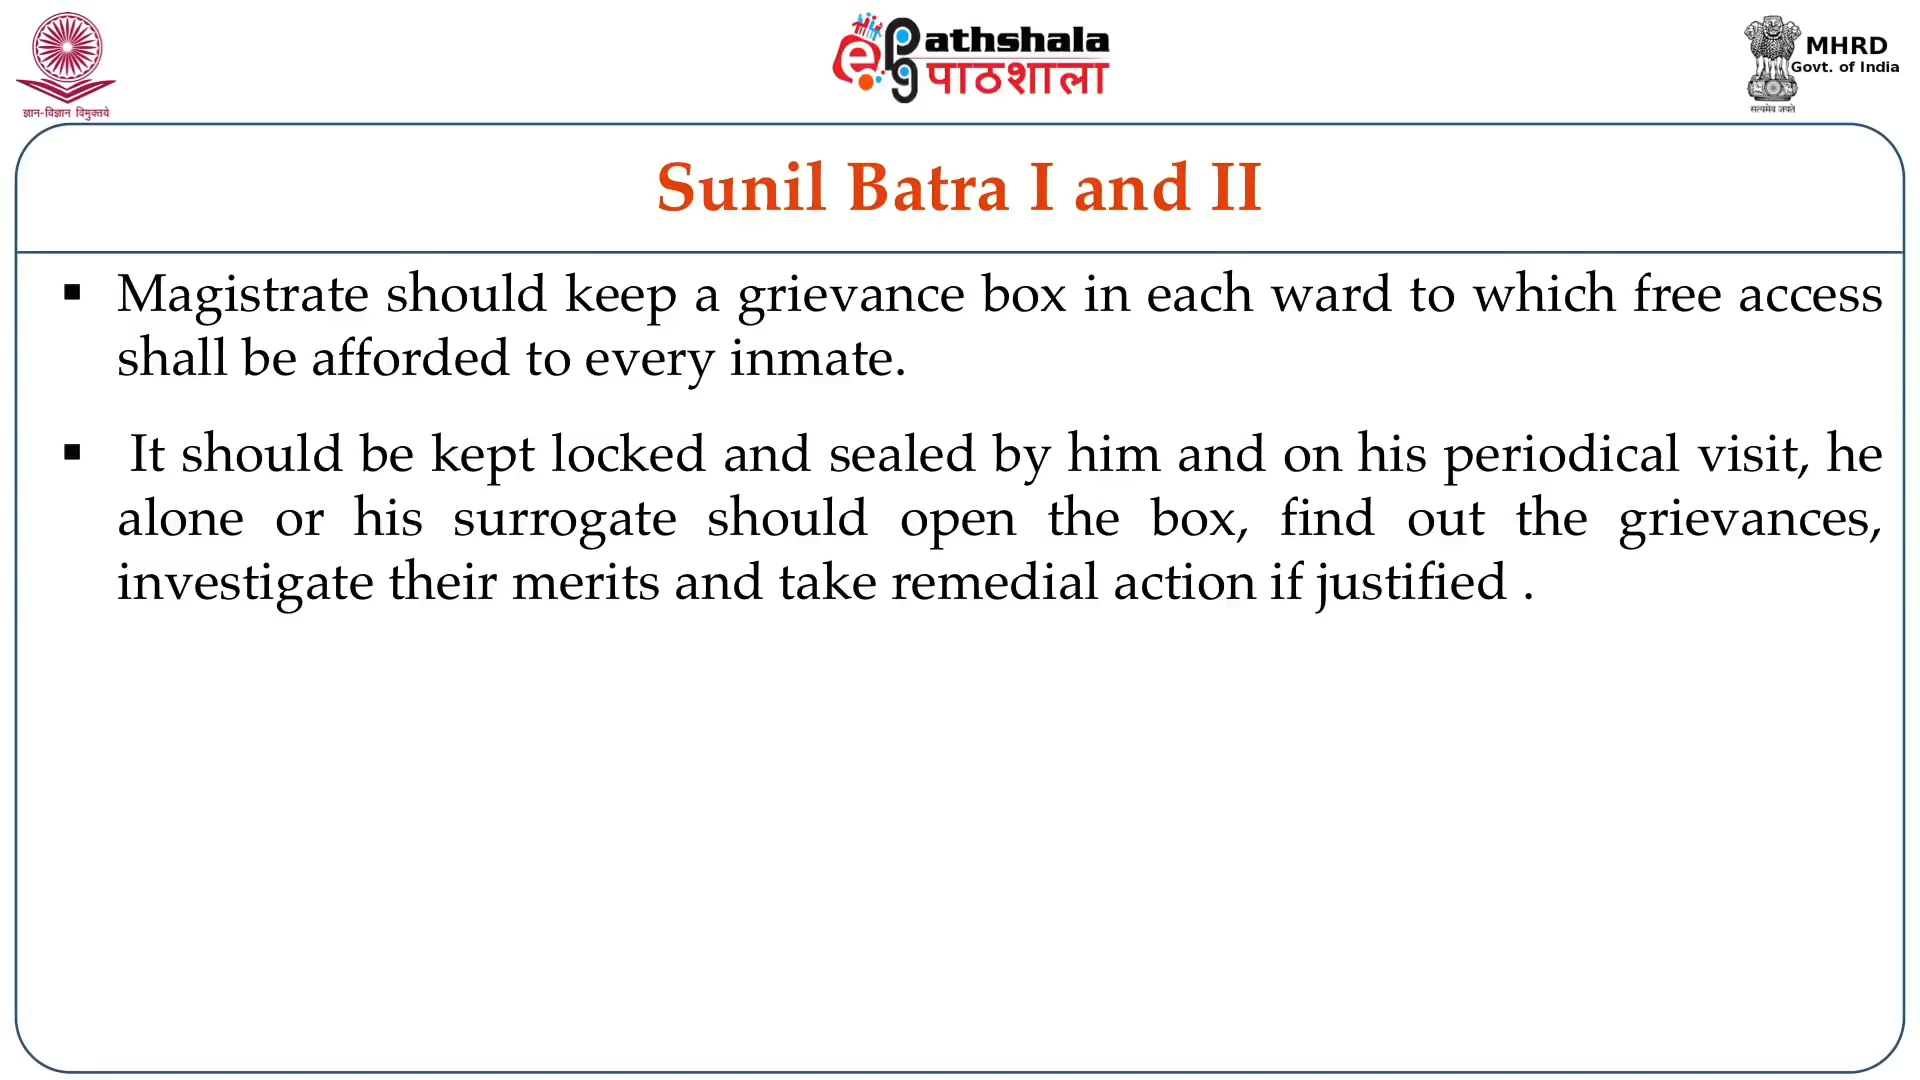 ज्ञान-विज्ञान विमुक्तये
e
Pathshala
pg पाठशाला
MHRD
Govt. of India
सत्यमेव जयते
Sunil Batra I and II
▪ Magistrate should keep a grievance box in each ward to which free access
shall be afforded to every inmate.
▪ It should be kept locked and sealed by him and on his periodical visit, he
alone or his surrogate should open the box, find out the grievances,
investigate their merits and take remedial action if justified .